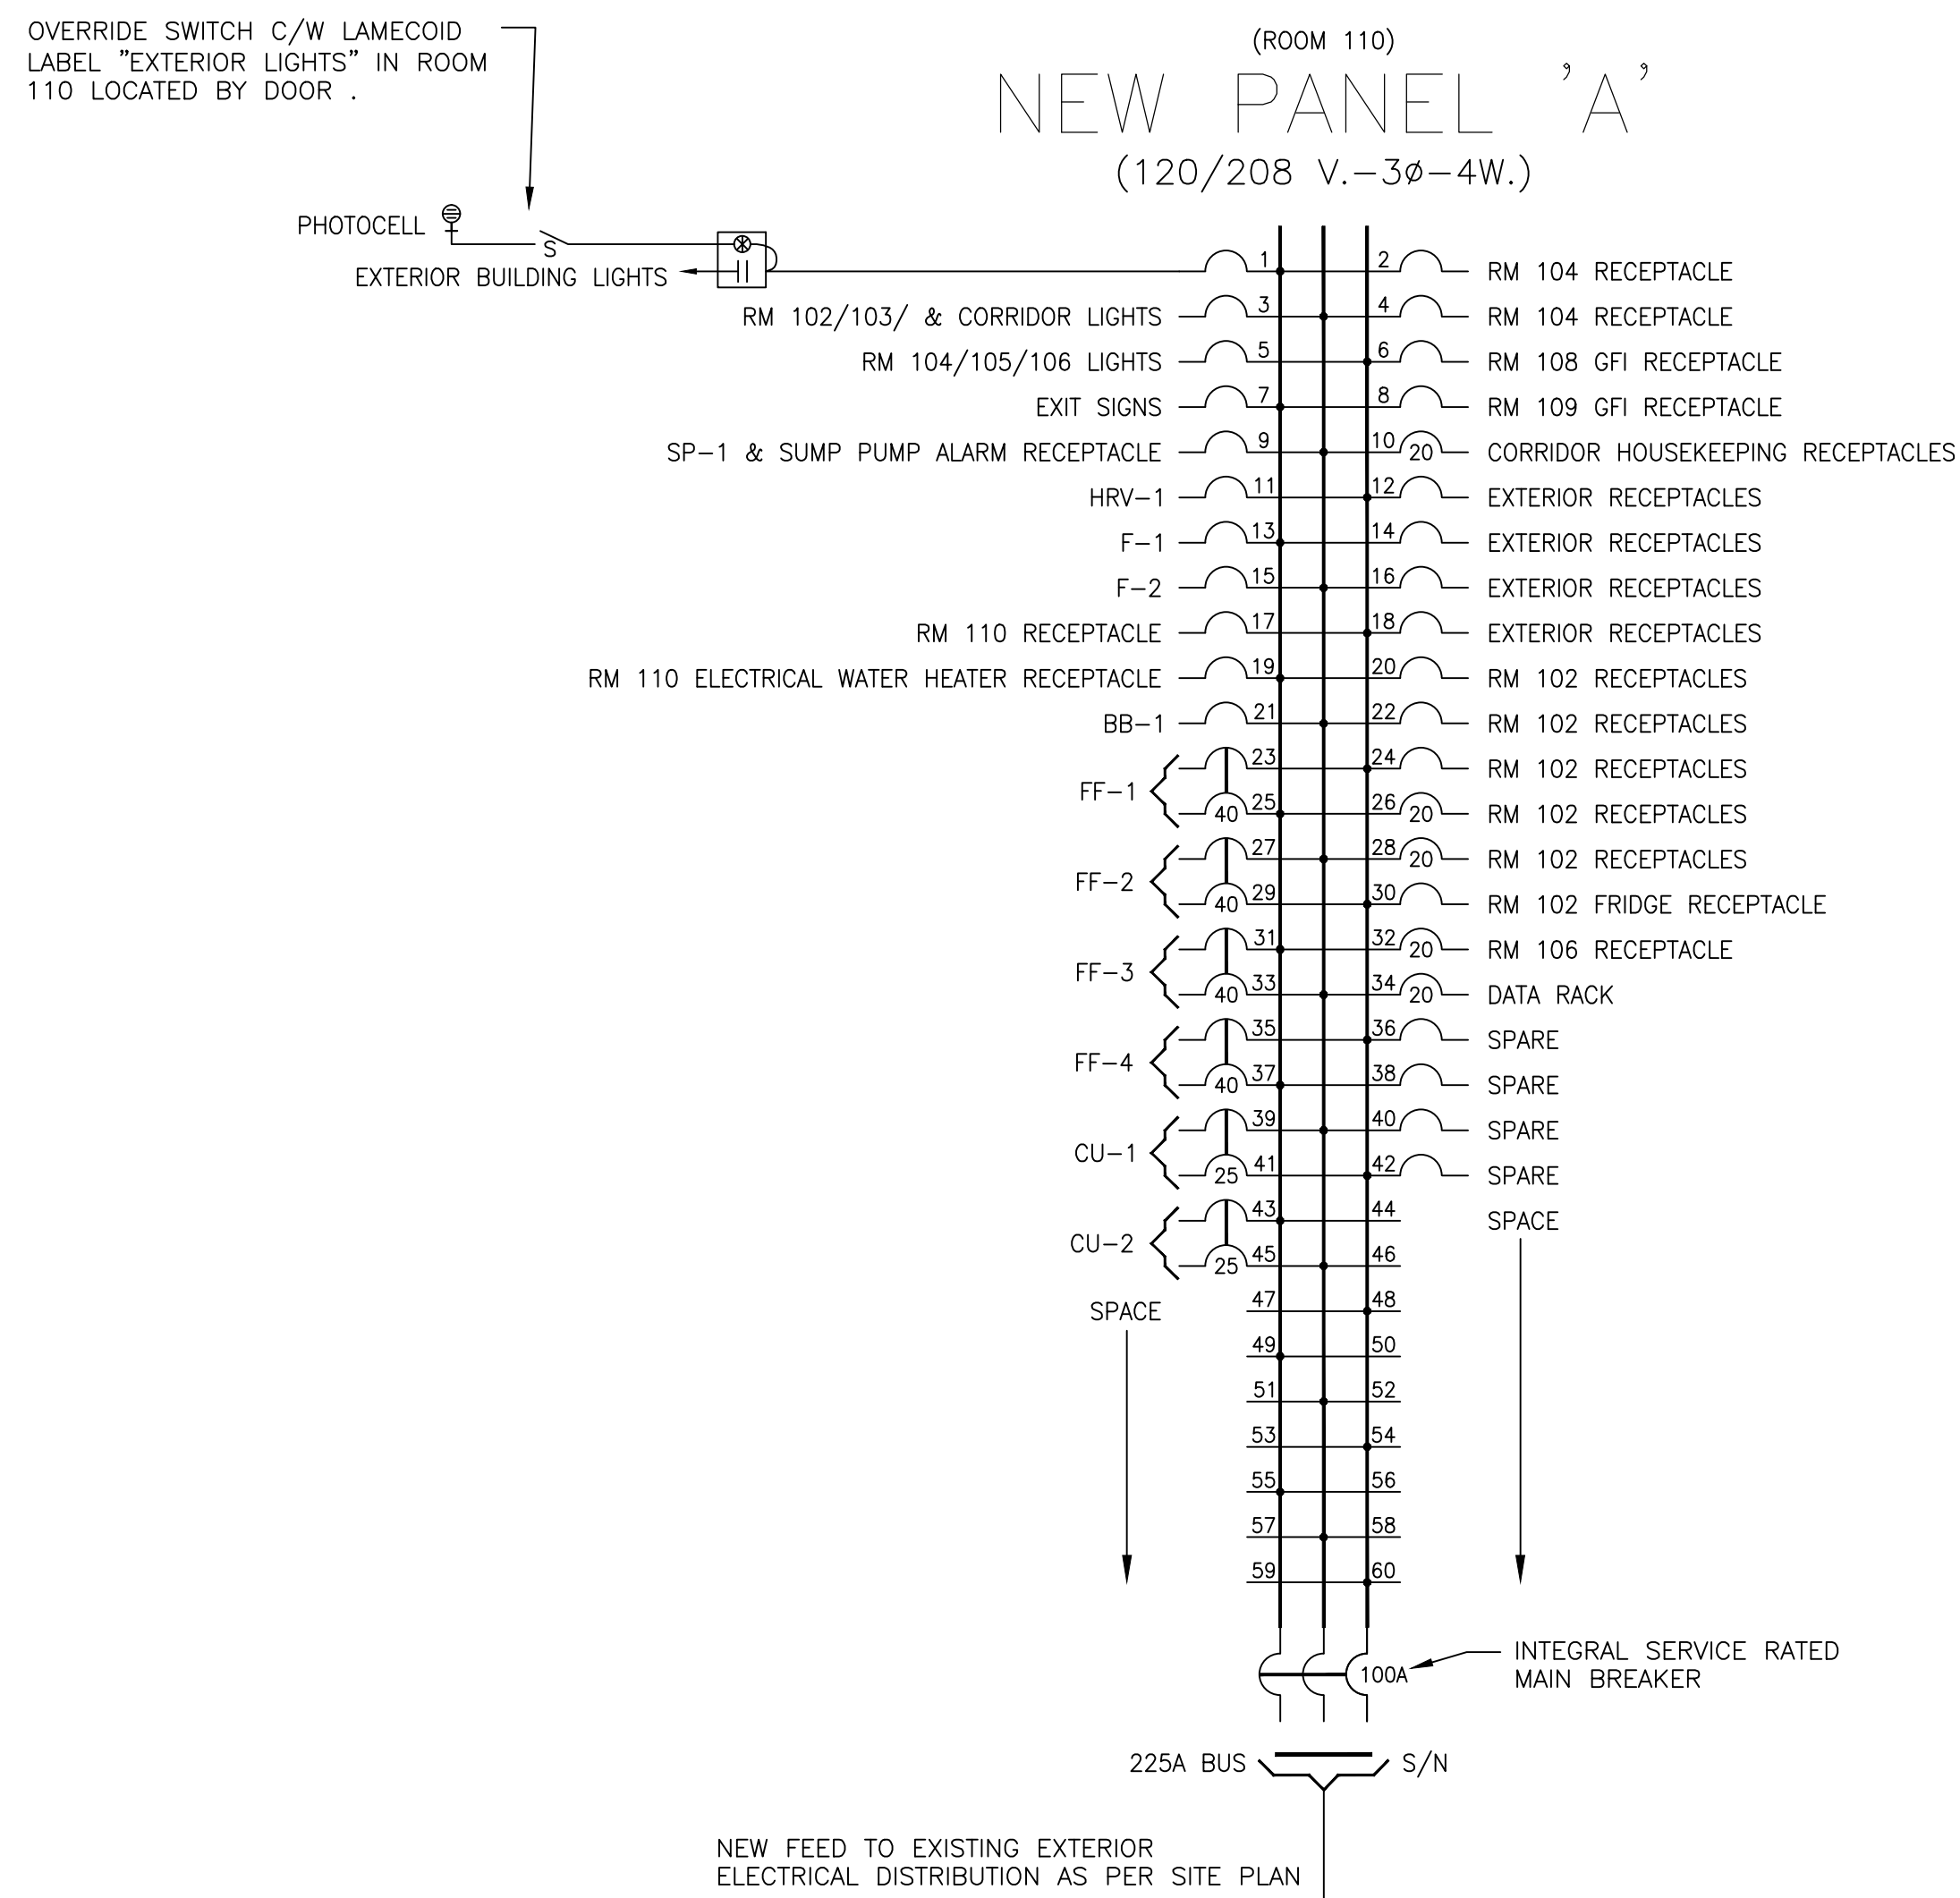 OVERRIDE SWITCH C/W LAMECOID
LABEL "EXTERIOR LIGHTS" IN ROOM
110 LOCATED BY DOOR .
(ROOM 110)
NEW PANEL 'A'
(120/208 V.-3ø-4W.)
PHOTOCELL
S
EXTERIOR BUILDING LIGHTS
1 2 RM 104 RECEPTACLE
RM 102/103/ & CORRIDOR LIGHTS 3 4 RM 104 RECEPTACLE
RM 104/105/106 LIGHTS 5 6 RM 108 GFI RECEPTACLE
EXIT SIGNS 7 8 RM 109 GFI RECEPTACLE
SP-1 & SUMP PUMP ALARM RECEPTACLE 9 10 20 CORRIDOR HOUSEKEEPING RECEPTACLES
HRV-1 11 12 EXTERIOR RECEPTACLES
F-1 13 14 EXTERIOR RECEPTACLES
F-2 15 16 EXTERIOR RECEPTACLES
RM 110 RECEPTACLE 17 18 EXTERIOR RECEPTACLES
RM 110 ELECTRICAL WATER HEATER RECEPTACLE 19 20 RM 102 RECEPTACLES
BB-1 21 22 RM 102 RECEPTACLES
23 24 RM 102 RECEPTACLES
FF-1
40 25 26 20 RM 102 RECEPTACLES
27 28 20 RM 102 RECEPTACLES
FF-2
40 29 30 RM 102 FRIDGE RECEPTACLE
31 32 20 RM 106 RECEPTACLE
FF-3
40 33 34 20 DATA RACK
35 36 SPARE
FF-4
40 37 38 SPARE
39 40 SPARE
CU-1
25 41 42 SPARE
43 44 SPACE
CU-2
25 45 46
SPACE 47 48
49 50
51 52
53 54
55 56
57 58
59 60
100A
INTEGRAL SERVICE RATED
MAIN BREAKER
225A BUS S/N
NEW FEED TO EXISTING EXTERIOR
ELECTRICAL DISTRIBUTION AS PER SITE PLAN